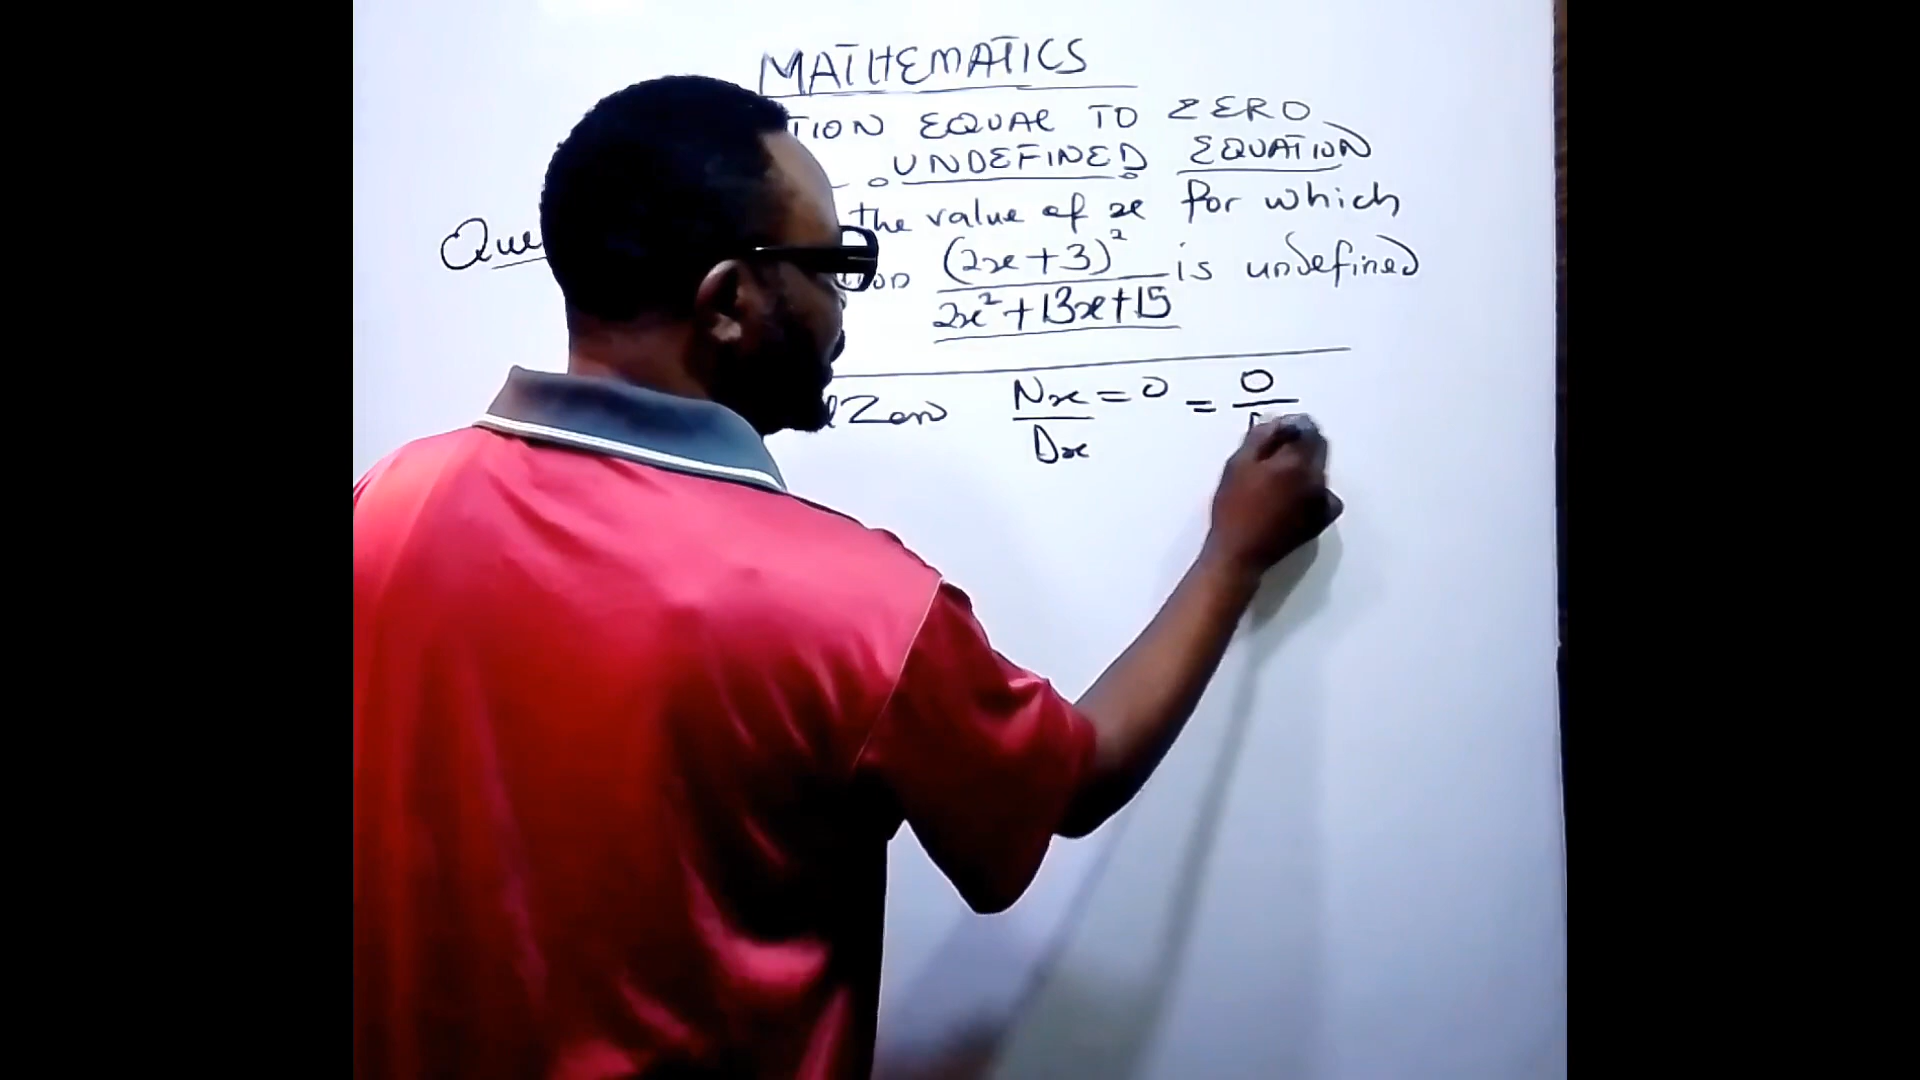 MATHEMATICS
TION EQUAL TO ZERO
UNDEFINED EQUATION
Que the value of x for which
ion (2x+3)² is undefined
2x²+13x+15
Zero Nx = 0 = 0
Dx